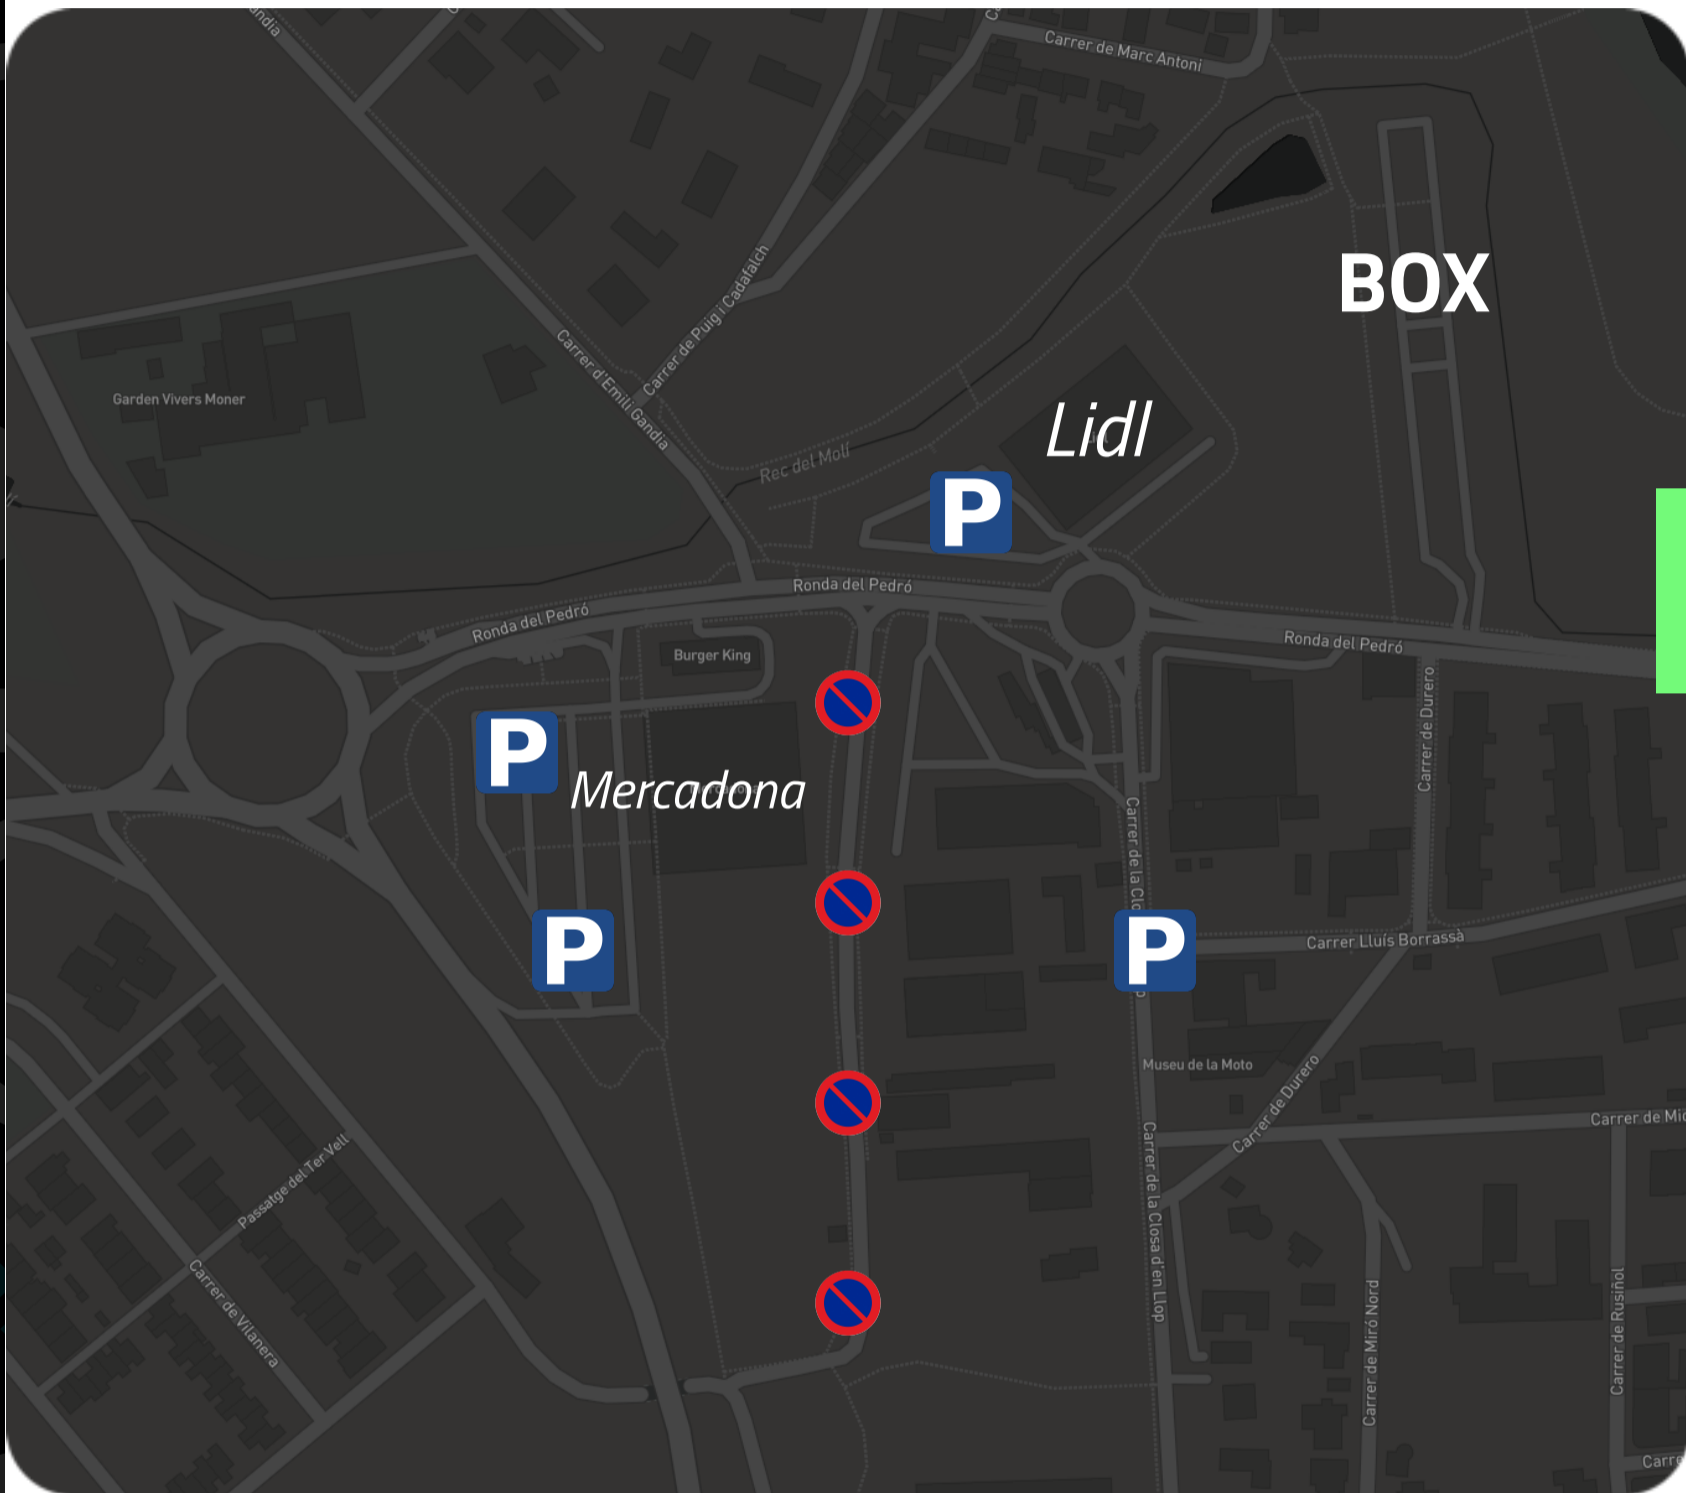 Carrer de Marc Antoni
BOX
Carrer de Puig i Cadafalch
Carrer d'Emili Gandia
Garden Vivers Moner
Lidl
Rec del Molí
P
Ronda del Pedró
Ronda del Pedró
Ronda del Pedró
Burger King
Carrer de Durero
P
Mercadona
P
P
Carrer Lluís Borrassà
Museu de la Moto
Carrer de Durero
Carrer de la Closa d'en Llop
Passatge del Ter Vell
Carrer de Vilanera
Carrer de Miró Nord
Carrer de Rusiñol